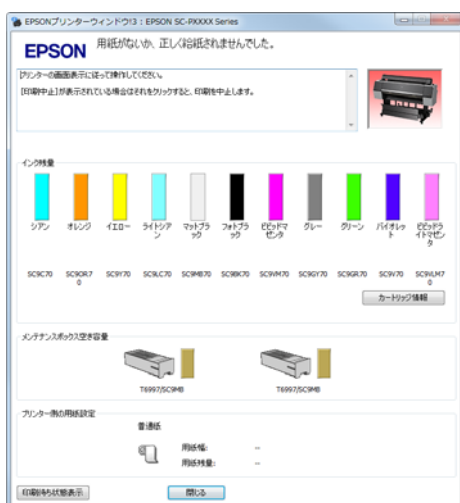 EPSONプリンターウィンドウ!3 : EPSON SC-PXXXX Series
EPSON
用紙がないか、正しく給紙されませんでした。
プリンターの画面表示に従って操作してください。
[印刷中止]が表示されている場合はそれをクリックすると、印刷を中止します。
インク残量
シアン オレンジ イエロー ライトシアン マットブラック フォトブラック ビビッドマゼンタ グレー グリーン バイオレット ビビッドライトマゼンタ
SC9C70 SC9OR70 SC9Y70 SC9LC70 SC9MB70 SC9BK70 SC9VM70 SC9GY70 SC9GR70 SC9V70 SC9VLM70
カートリッジ情報
メンテナンスボックス空き容量
T6997/SC9MB T6997/SC9MB
プリンター側の用紙設定
普通紙
用紙幅: --
用紙残量: --
印刷待ち状態表示 閉じる